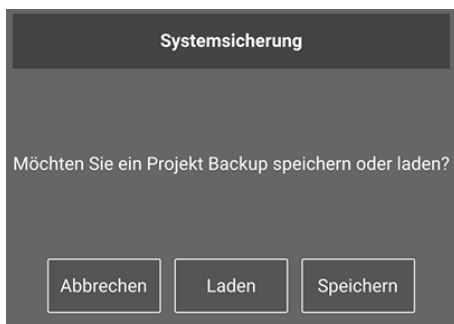 Systemsicherung
Möchten Sie ein Projekt Backup speichern oder laden?
Abbrechen
Laden
Speichern